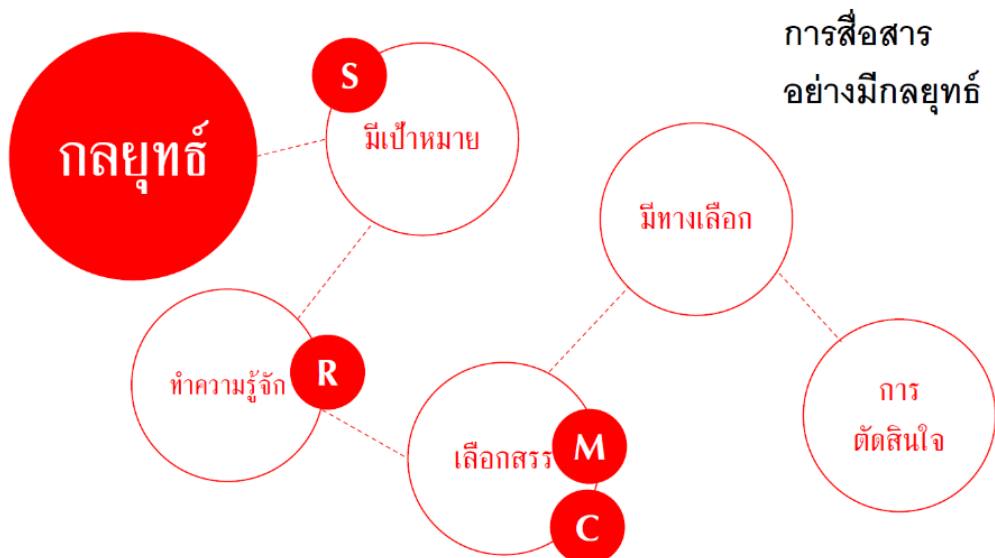 การสื่อสาร
อย่างมีกลยุทธ์
กลยุทธ์
S
มีเป้าหมาย
ทำความรู้จัก
R
เลือกสรร
M
C
มีทางเลือก
การ
ตัดสินใจ